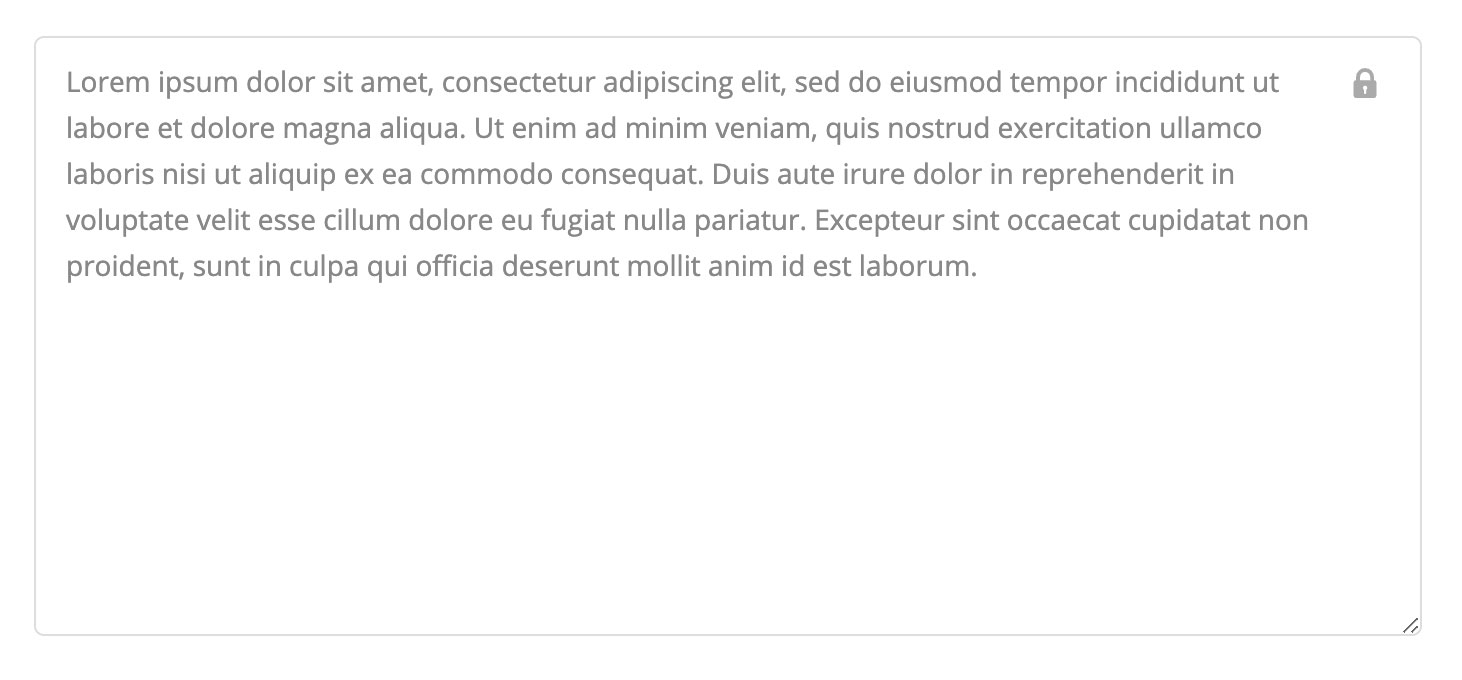 Lorem ipsum dolor sit amet, consectetur adipiscing elit, sed do eiusmod tempor incididunt ut
labore et dolore magna aliqua. Ut enim ad minim veniam, quis nostrud exercitation ullamco
laboris nisi ut aliquip ex ea commodo consequat. Duis aute irure dolor in reprehenderit in
voluptate velit esse cillum dolore eu fugiat nulla pariatur. Excepteur sint occaecat cupidatat non
proident, sunt in culpa qui officia deserunt mollit anim id est laborum.